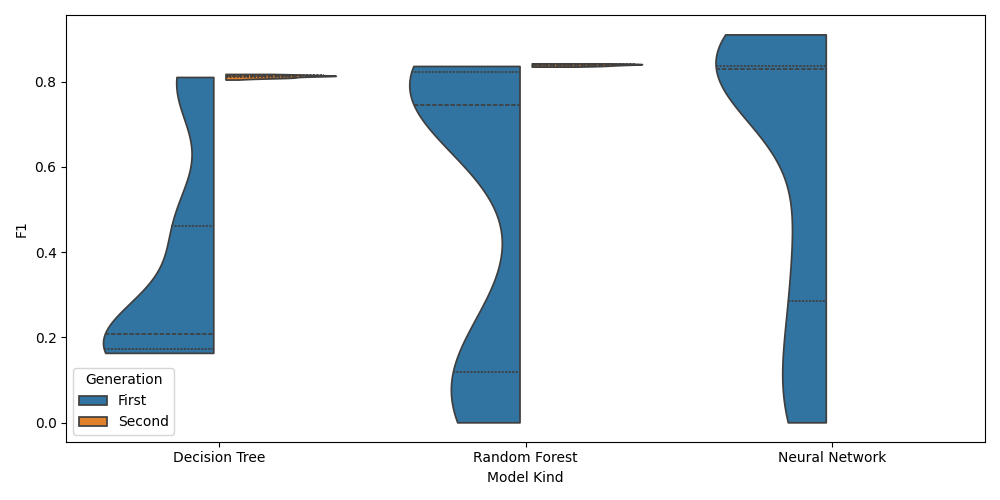 F1
0.8
0.6
0.4
0.2
0.0
Generation
First
Second
Decision Tree
Random Forest
Neural Network
Model Kind